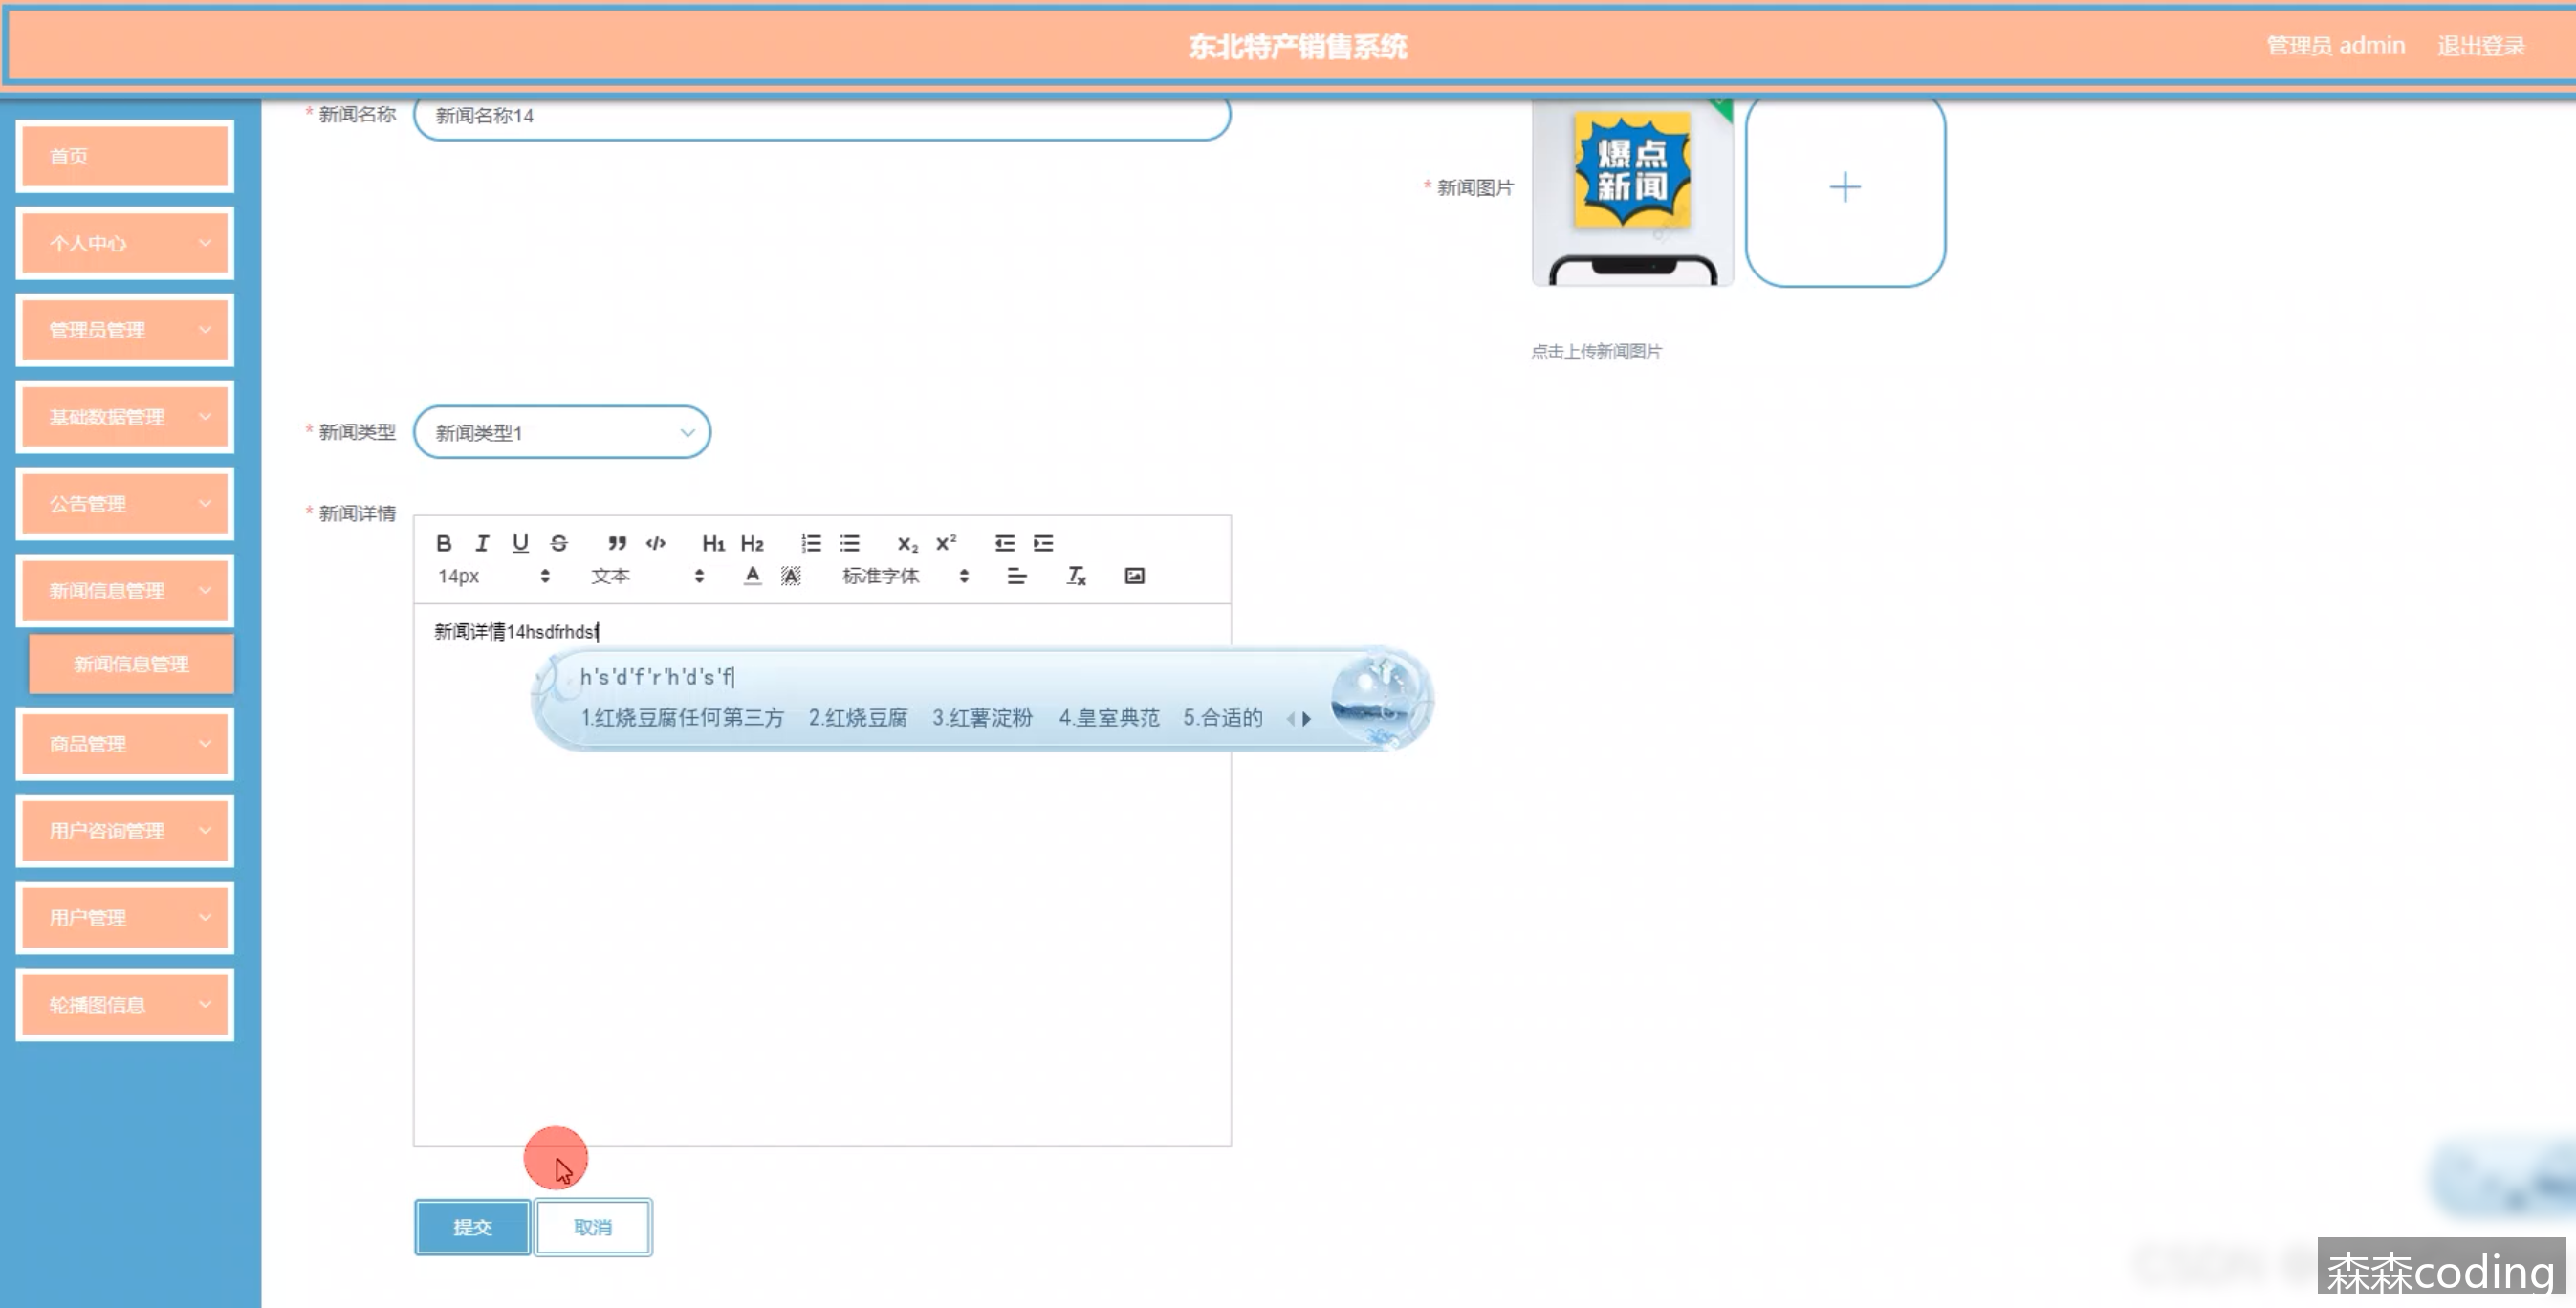 东北特产销售系统
管理员 admin
退出登录
首页
个人中心
管理员管理
基础数据管理
公告管理
新闻信息管理
新闻信息管理
商品管理
用户咨询管理
用户管理
轮播图信息
* 新闻名称
新闻名称14
* 新闻图片
爆点
新闻
点击上传新闻图片
* 新闻类型
新闻类型1
* 新闻详情
B I U S ” </> H1 H2 X2 X2
14px 文本 A A 标准字体 Tx
新闻详情14hsdfrhdsf
h's'd'f'r'h'd's'f
1.红烧豆腐任何第三方 2.红烧豆腐 3.红薯淀粉 4.皇室典范 5.合适的
提交
取消
CSDN
森森coding